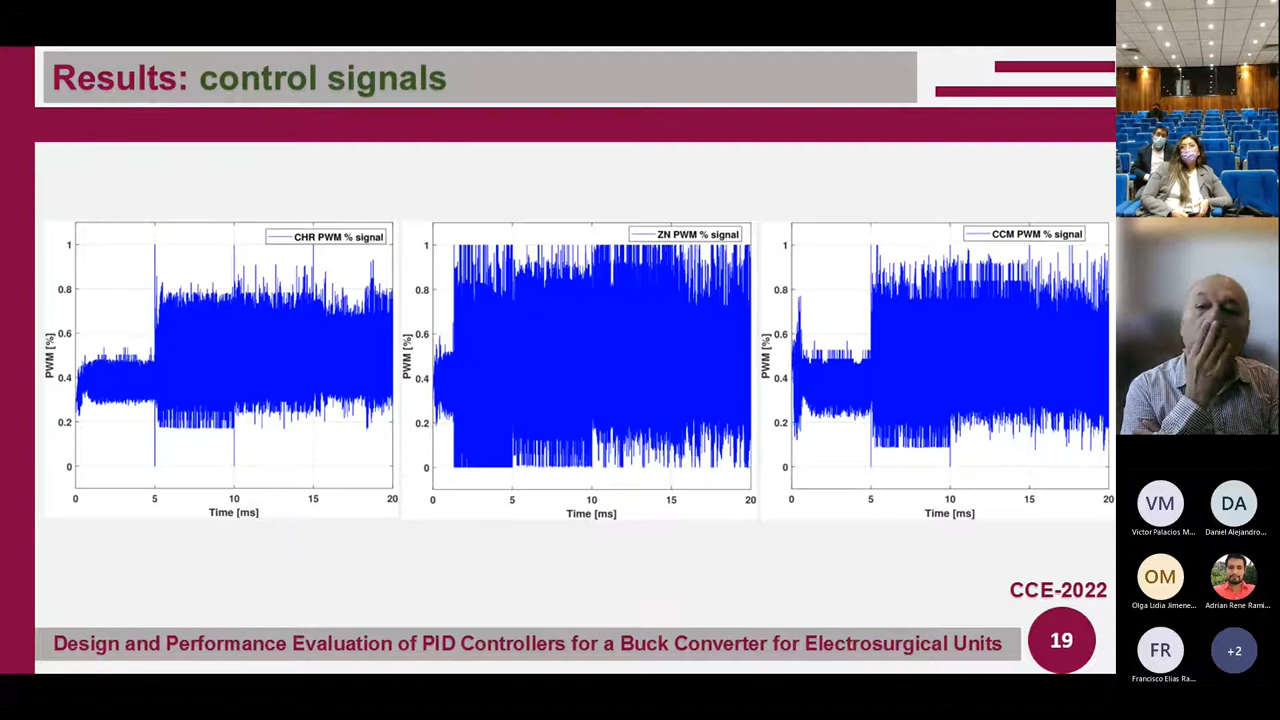 Results: control signals
CHR PWM % signal
1
0.8
0.6
0.4
0.2
0
PWM [%]
0 5 10 15 20
Time [ms]
ZN PWM % signal
1
0.8
0.6
0.4
0.2
0
PWM [%]
0 5 10 15 20
Time [ms]
CCM PWM % signal
1
0.8
0.6
0.4
0.2
0
PWM [%]
0 5 10 15 20
Time [ms]
CCE-2022
Design and Performance Evaluation of PID Controllers for a Buck Converter for Electrosurgical Units
19
VM DA
Victor Palacios M... Daniel Alejandro...
OM
Olga Lidia Jimene... Adrian Rene Rami...
FR +2
Francisco Elias Ra...